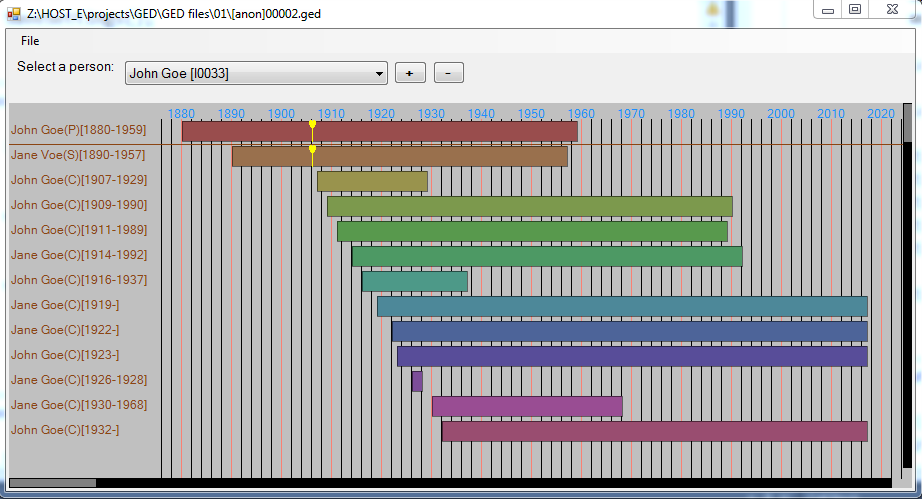 Z:\HOST_E\projects\GED\GED files\01\[anon]00002.ged
File
Select a person: John Goe [I0033] + -
1880 1890 1900 1910 1920 1930 1940 1950 1960 1970 1980 1990 2000 2010 2020
John Goe(P)[1880-1959]
Jane Voe(S)[1890-1957]
John Goe(C)[1907-1929]
John Goe(C)[1909-1990]
John Goe(C)[1911-1989]
Jane Goe(C)[1914-1992]
John Goe(C)[1916-1937]
Jane Goe(C)[1919-]
Jane Goe(C)[1922-]
John Goe(C)[1923-]
Jane Goe(C)[1926-1928]
Jane Goe(C)[1930-1968]
John Goe(C)[1932-]